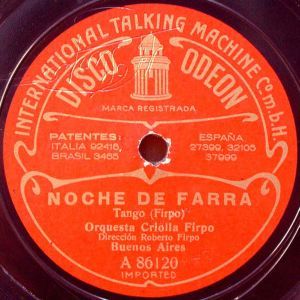 INTERNATIONAL TALKING MACHINE Co.m.b.H.
DISCO ODEON
MARCA REGISTRADA
PATENTES:
ITALIA 92415,
BRASIL 3465
ESPAÑA
27399, 32105
37999
NOCHE DE FARRA
Tango (Firpo)
Orquesta Criolla Firpo
Dirección Roberto Firpo
Buenos Aires
A 86120
IMPORTED